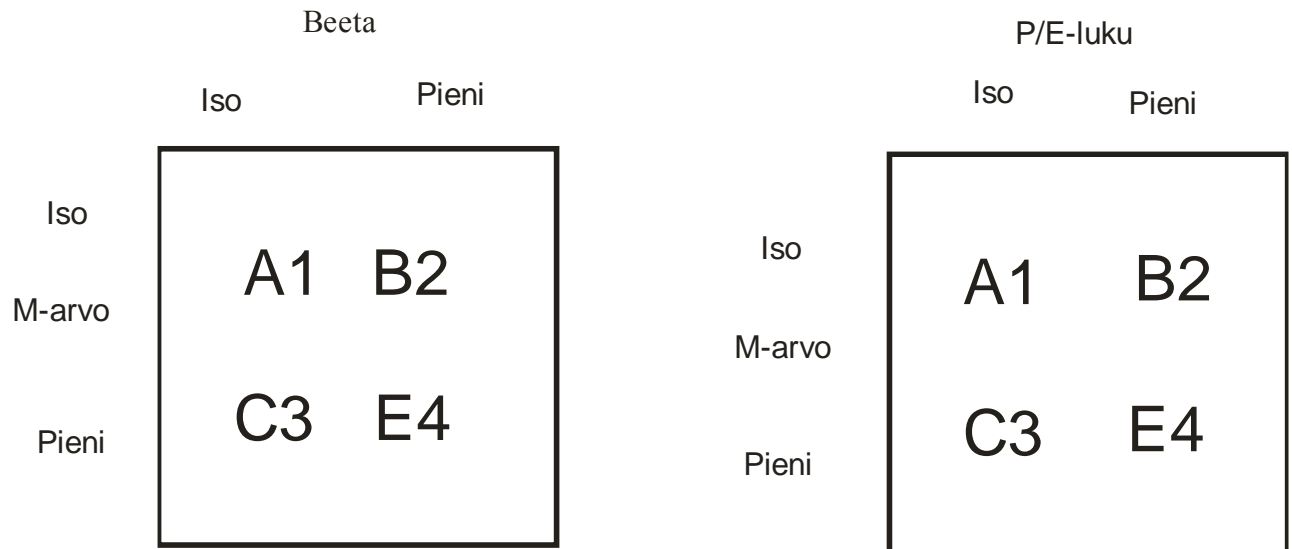 Beeta
Iso Pieni
Iso
M-arvo
Pieni
A1 B2
C3 E4
P/E-luku
Iso Pieni
Iso
M-arvo
Pieni
A1 B2
C3 E4